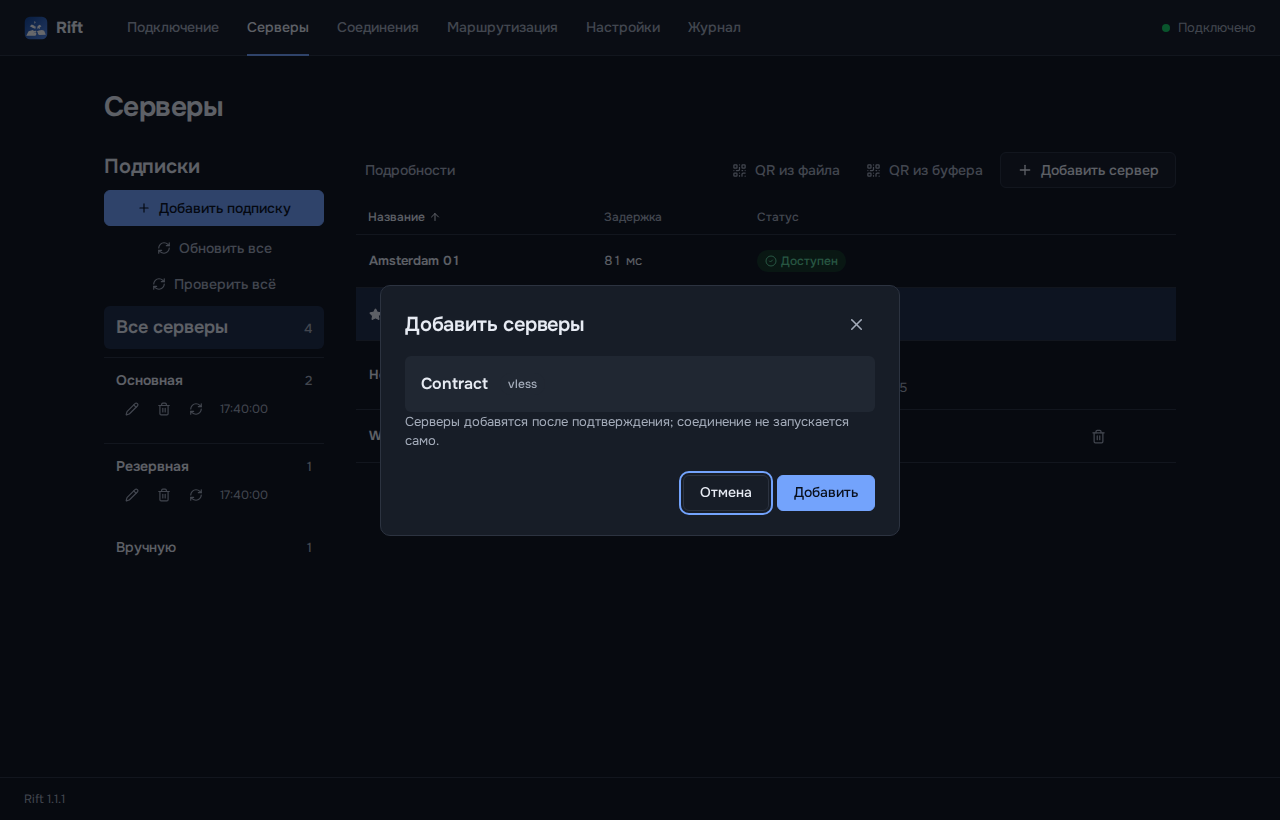 Rift
Подключение
Серверы
Соединения
Маршрутизация
Настройки
Журнал
Подключено
Серверы
Подписки
Добавить подписку
Обновить все
Проверить всё
Все серверы 4
Основная 2
17:40:00
Резервная 1
17:40:00
Вручную 1
Подробности
QR из файла
QR из буфера
Добавить сервер
Название ↑ Задержка Статус
Amsterdam 01 81 мс Доступен
Добавить серверы
Contract vless
Серверы добавятся после подтверждения; соединение не запускается
само.
Отмена
Добавить
Rift 1.1.1